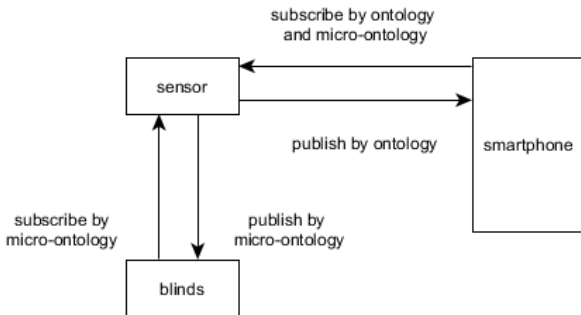 subscribe by ontology
and micro-ontology
sensor
publish by ontology
smartphone
subscribe by
micro-ontology
publish by
micro-ontology
blinds